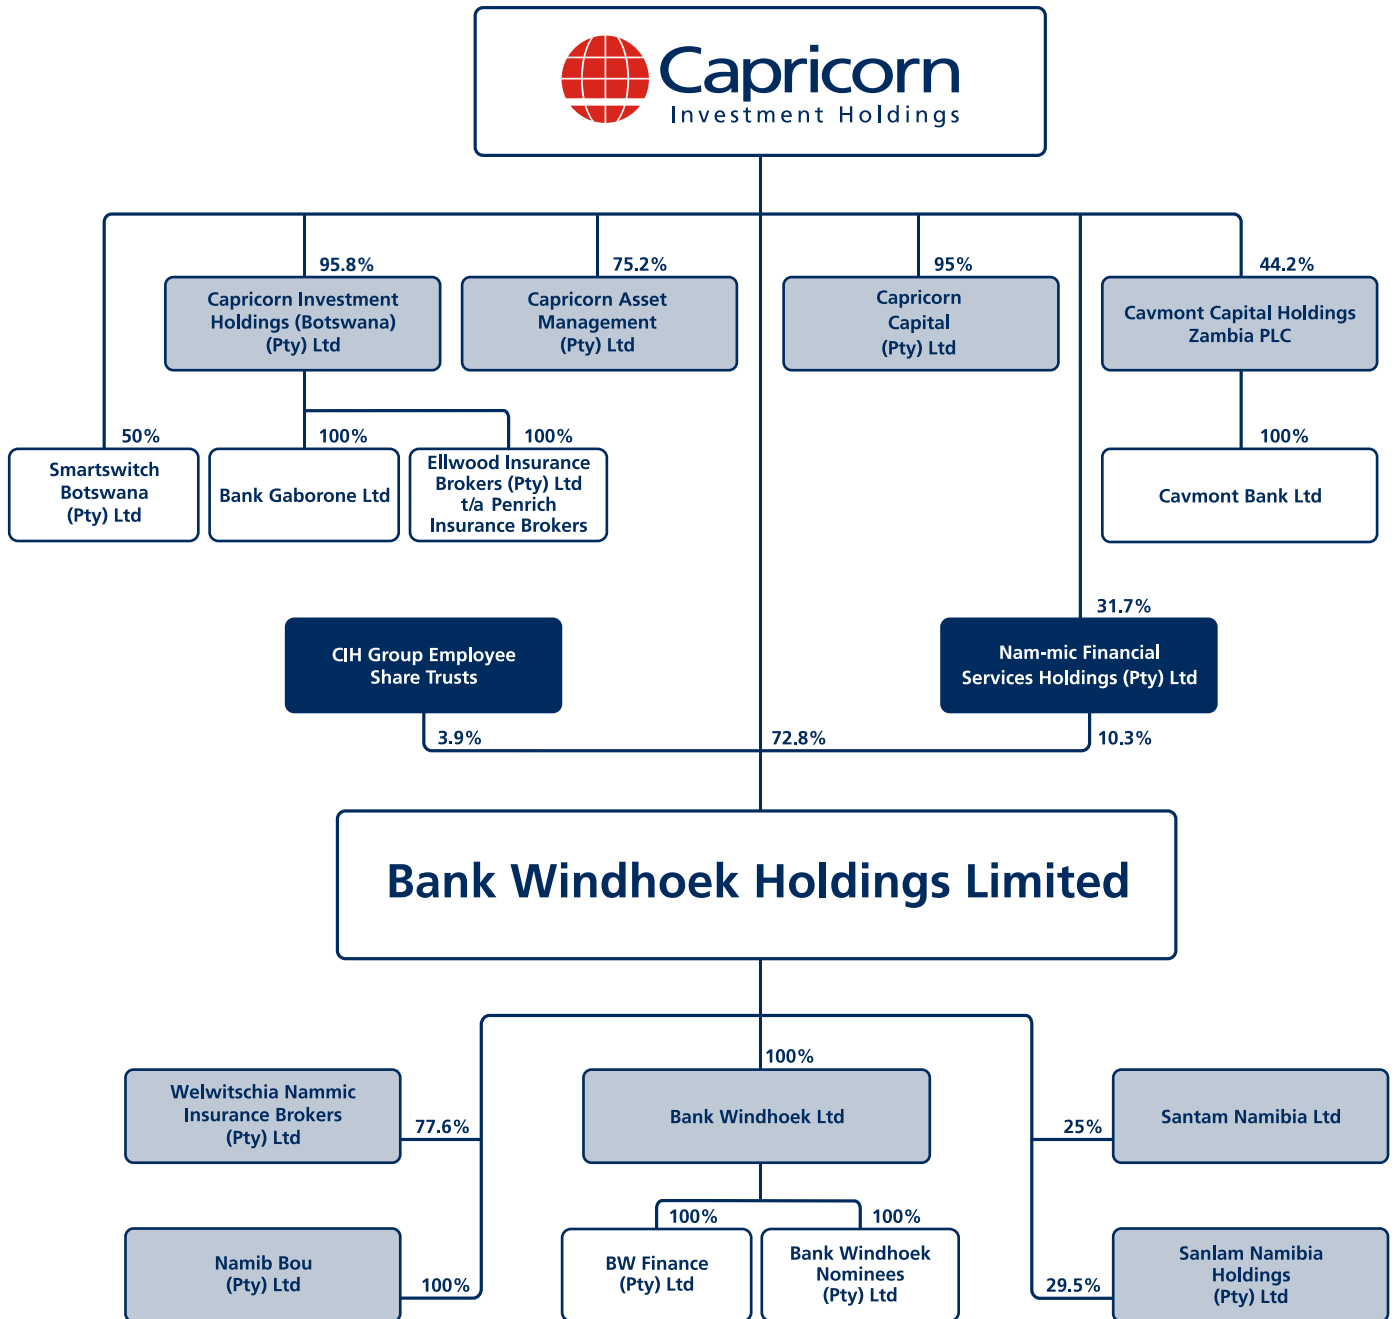 Capricorn
Investment Holdings
95.8%
75.2%
95%
44.2%
Capricorn Investment
Holdings (Botswana)
(Pty) Ltd
Capricorn Asset
Management
(Pty) Ltd
Capricorn
Capital
(Pty) Ltd
Cavmont Capital Holdings
Zambia PLC
50%
100%
100%
100%
Smartswitch
Botswana
(Pty) Ltd
Bank Gaborone Ltd
Ellwood Insurance
Brokers (Pty) Ltd
t/a Penrich
Insurance Brokers
Cavmont Bank Ltd
31.7%
CIH Group Employee
Share Trusts
Nam-mic Financial
Services Holdings (Pty) Ltd
3.9%
72.8%
10.3%
Bank Windhoek Holdings Limited
100%
Welwitschia Nammic
Insurance Brokers
(Pty) Ltd
77.6%
Bank Windhoek Ltd
25%
Santam Namibia Ltd
100%
100%
Namib Bou
(Pty) Ltd
100%
BW Finance
(Pty) Ltd
Bank Windhoek
Nominees
(Pty) Ltd
29.5%
Sanlam Namibia
Holdings
(Pty) Ltd